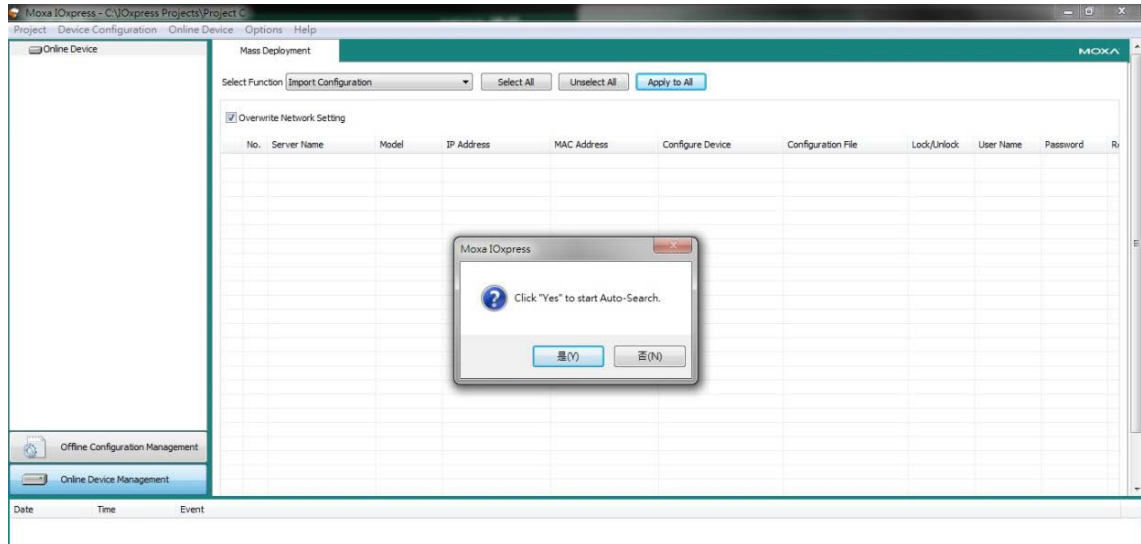 Moxa IOxpress - C:\IOxpress Projects\Project C
Project Device Configuration Online Device Options Help
Online Device
Mass Deployment
MOXA
Select Function Import Configuration Select All Unselect All Apply to All
Overwrite Network Setting
No. Server Name Model IP Address MAC Address Configure Device Configuration File Lock/Unlock User Name Password
Moxa IOxpress
Click "Yes" to start Auto-Search.
是(Y) 否(N)
Offline Configuration Management
Online Device Management
Date Time Event